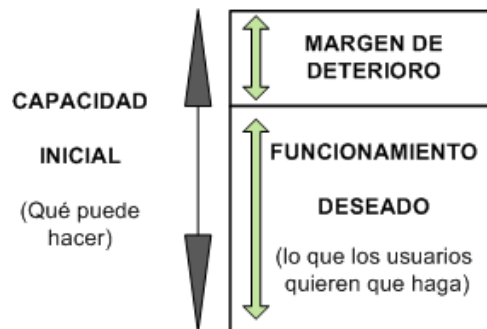 CAPACIDAD
INICIAL
(Qué puede
hacer)
MARGEN DE
DETERIORO
FUNCIONAMIENTO
DESEADO
(lo que los usuarios
quieren que haga)